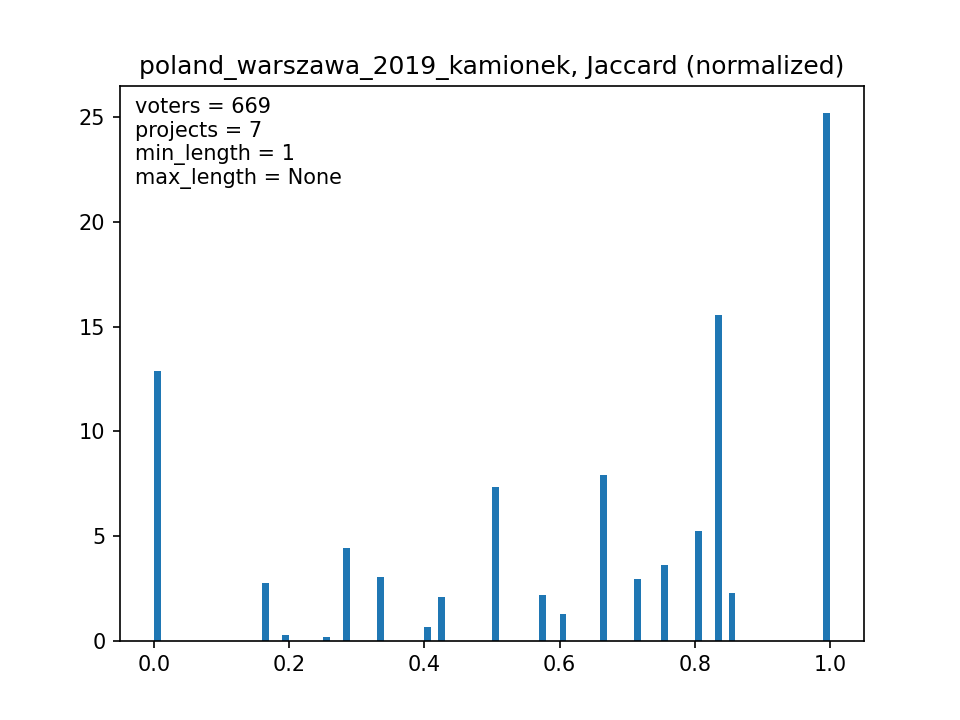 poland_warszawa_2019_kamionek, Jaccard (normalized)
voters = 669
projects = 7
min_length = 1
max_length = None
25
20
15
10
5
0
0.0 0.2 0.4 0.6 0.8 1.0